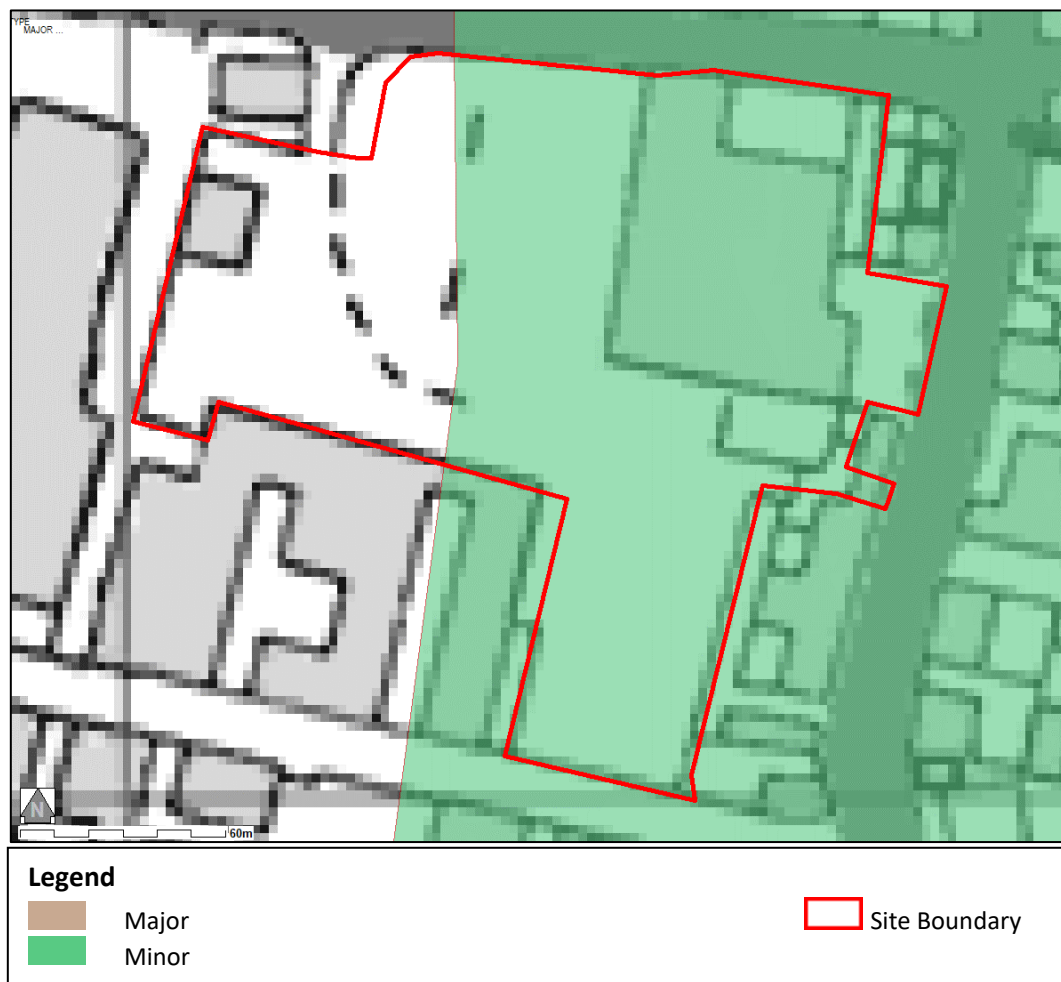 YPE
MAJOR ...
N
60m
Legend
Major
Site Boundary
Minor